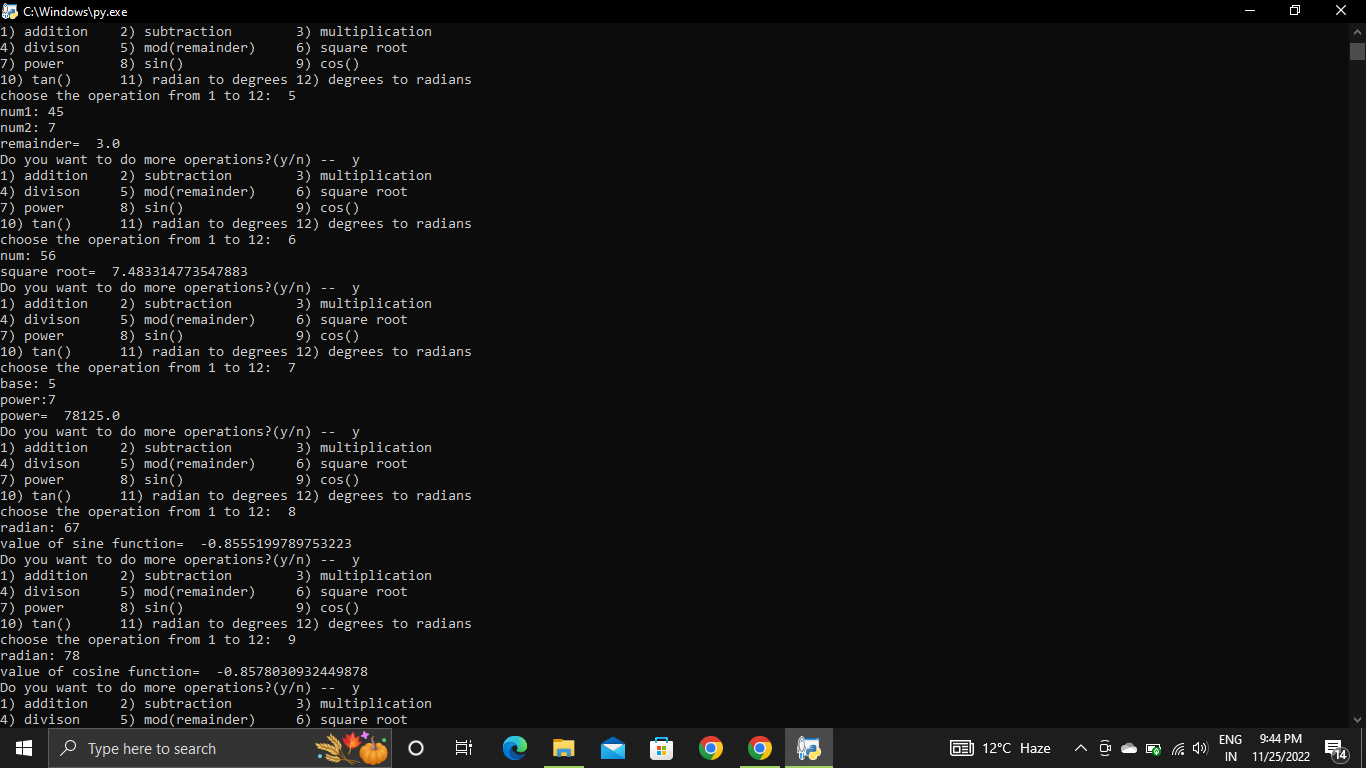 C:\Windows\py.exe
1) addition    2) subtraction        3) multiplication
4) divison     5) mod(remainder)     6) square root
7) power       8) sin()              9) cos()
10) tan()      11) radian to degrees 12) degrees to radians
choose the operation from 1 to 12:  5
num1: 45
num2: 7
remainder=  3.0
Do you want to do more operations?(y/n) --  y
1) addition    2) subtraction        3) multiplication
4) divison     5) mod(remainder)     6) square root
7) power       8) sin()              9) cos()
10) tan()      11) radian to degrees 12) degrees to radians
choose the operation from 1 to 12:  6
num: 56
square root=  7.483314773547883
Do you want to do more operations?(y/n) --  y
1) addition    2) subtraction        3) multiplication
4) divison     5) mod(remainder)     6) square root
7) power       8) sin()              9) cos()
10) tan()      11) radian to degrees 12) degrees to radians
choose the operation from 1 to 12:  7
base: 5
power:7
power=  78125.0
Do you want to do more operations?(y/n) --  y
1) addition    2) subtraction        3) multiplication
4) divison     5) mod(remainder)     6) square root
7) power       8) sin()              9) cos()
10) tan()      11) radian to degrees 12) degrees to radians
choose the operation from 1 to 12:  8
radian: 67
value of sine function=  -0.8555199789753223
Do you want to do more operations?(y/n) --  y
1) addition    2) subtraction        3) multiplication
4) divison     5) mod(remainder)     6) square root
7) power       8) sin()              9) cos()
10) tan()      11) radian to degrees 12) degrees to radians
choose the operation from 1 to 12:  9
radian: 78
value of cosine function=  -0.8578030932449878
Do you want to do more operations?(y/n) --  y
1) addition    2) subtraction        3) multiplication
4) divison     5) mod(remainder)     6) square root
Type here to search
12°C Haze
ENG
IN
9:44 PM
11/25/2022
14